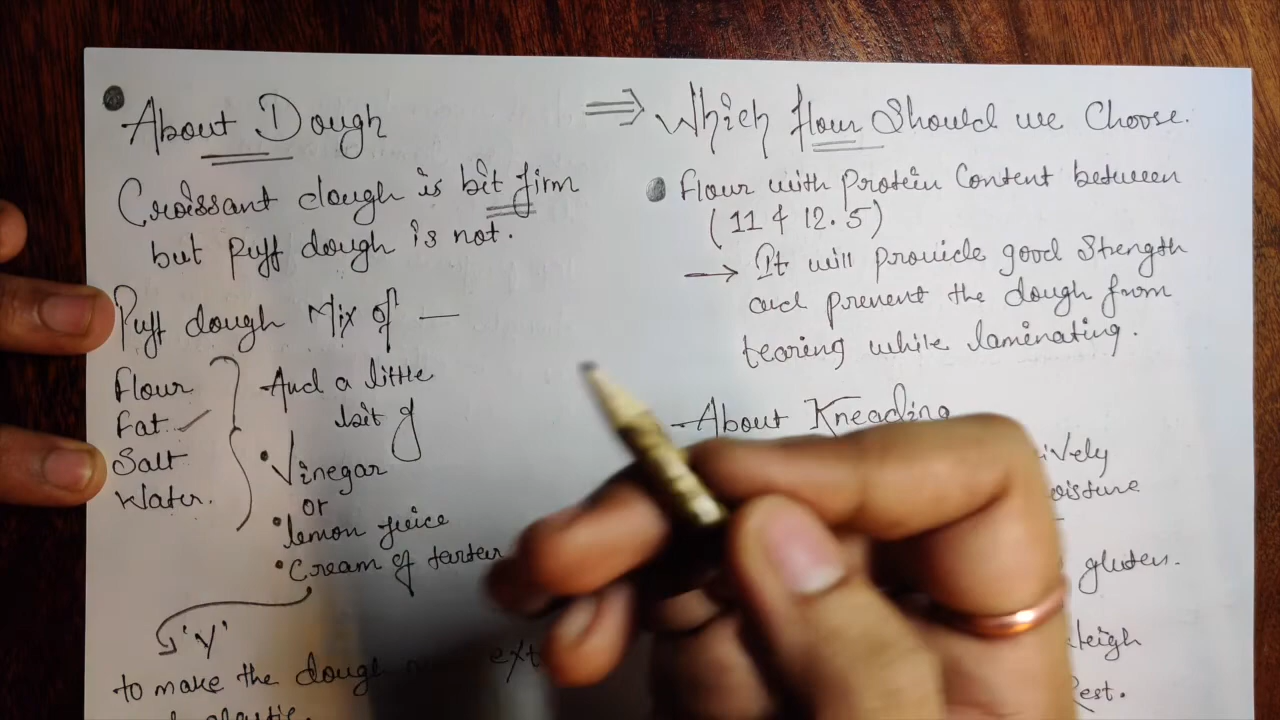 About Dough
Croissant dough is bit firm
but puff dough is not.
Puff dough Mix of —
Flour
Fat
Salt
Water.
And a little
bit of
• Vinegar
or
• lemon juice
• Cream of tarter
'Y'
to make the dough
⇒ Which flour Should we Choose.
• flour with Protein Content between
(11 & 12.5)
→ It will provide good Strength
and prevent the dough from
tearing while laminating.
About Kneading
gluten.
Rest.